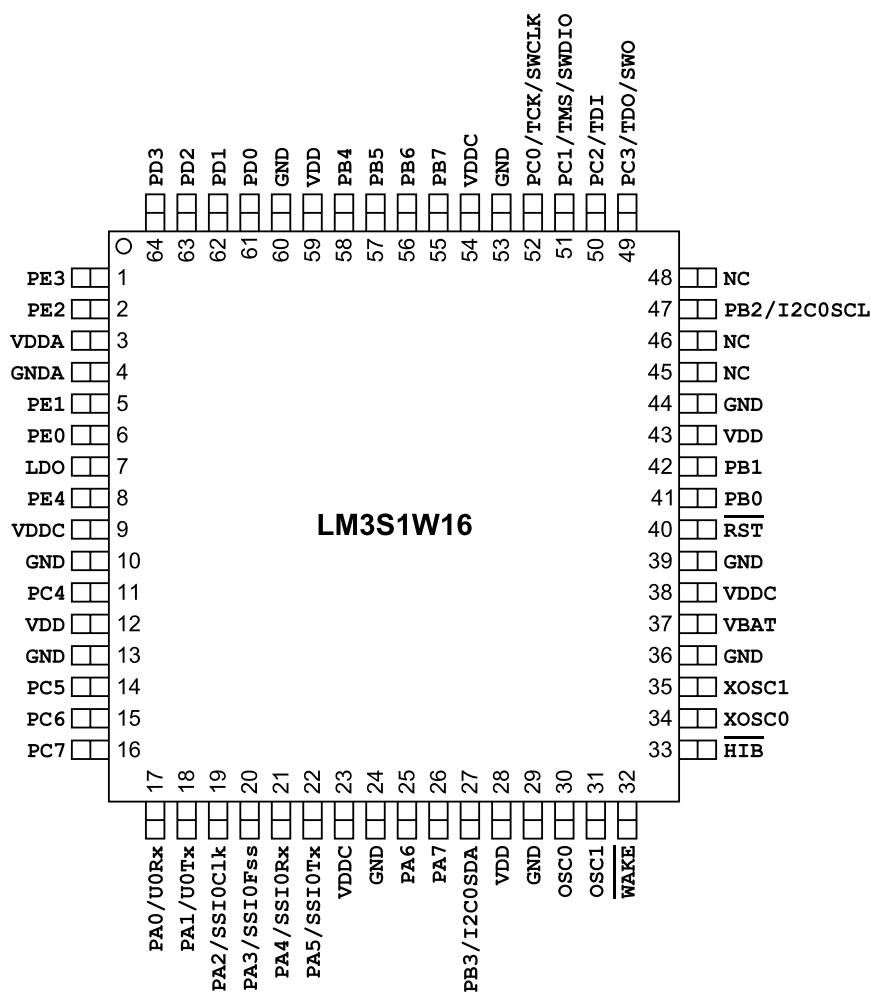 PD3
PD2
PD1
PD0
GND
VDD
PB4
PB5
PB6
PB7
VDDC
GND
PC0/TCK/SWCLK
PC1/TMS/SWDIO
PC2/TDI
PC3/TDO/SWO
64
63
62
61
60
59
58
57
56
55
54
53
52
51
50
49
PE3 1
PE2 2
VDDA 3
GNDA 4
PE1 5
PE0 6
LDO 7
PE4 8
VDDC 9
GND 10
PC4 11
VDD 12
GND 13
PC5 14
PC6 15
PC7 16
LM3S1W16
48 NC
47 PB2/I2C0SCL
46 NC
45 NC
44 GND
43 VDD
42 PB1
41 PB0
40 RST
39 GND
38 VDDC
37 VBAT
36 GND
35 XOSC1
34 XOSC0
33 HIB
17
18
19
20
21
22
23
24
25
26
27
28
29
30
31
32
PA0/U0Rx
PA1/U0Tx
PA2/SSI0Clk
PA3/SSI0Fss
PA4/SSI0Rx
PA5/SSI0Tx
VDDC
GND
PA6
PA7
PB3/I2C0SDA
VDD
GND
OSC0
OSC1
WAKE